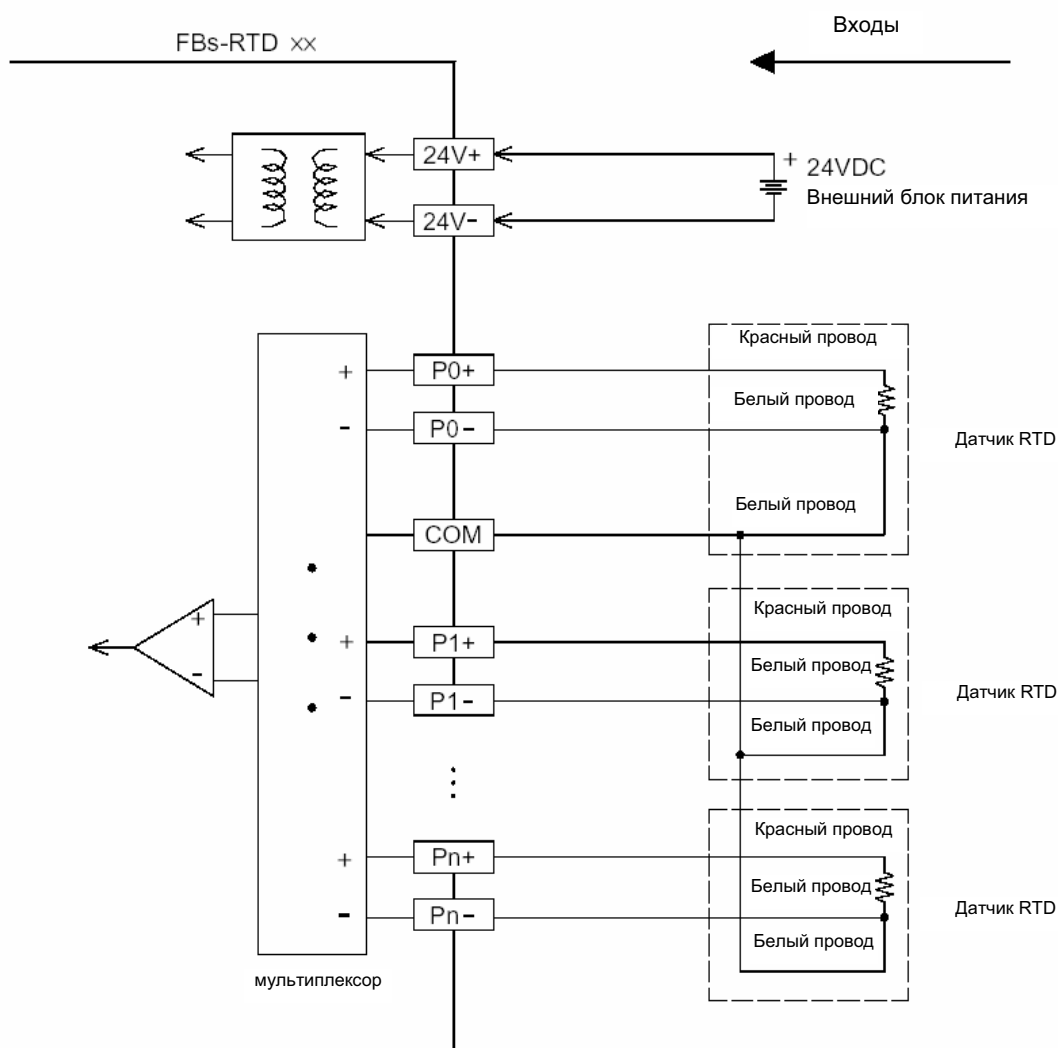 Входы
FBs-RTD xx
24V+
+ 24VDC
Внешний блок питания
24V-
Красный провод
+ P0+
Белый провод
- P0-
Датчик RTD
Белый провод
COM
Красный провод
+
+ P1+
Белый провод
- - P1-
Датчик RTD
Белый провод
Красный провод
+ Pn+
Белый провод
- Pn-
Датчик RTD
Белый провод
мультиплексор